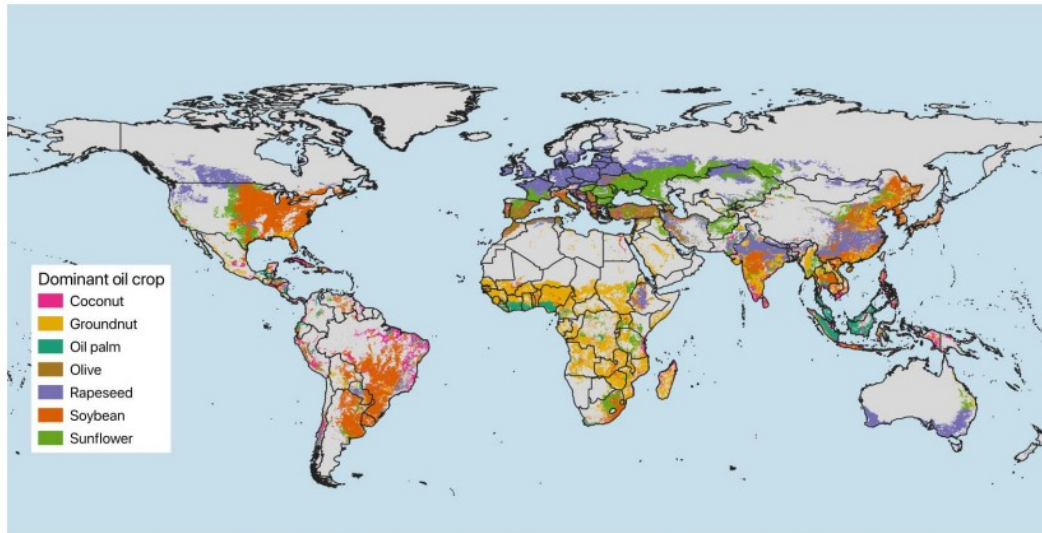 Dominant oil crop
Coconut
Groundnut
Oil palm
Olive
Rapeseed
Soybean
Sunflower